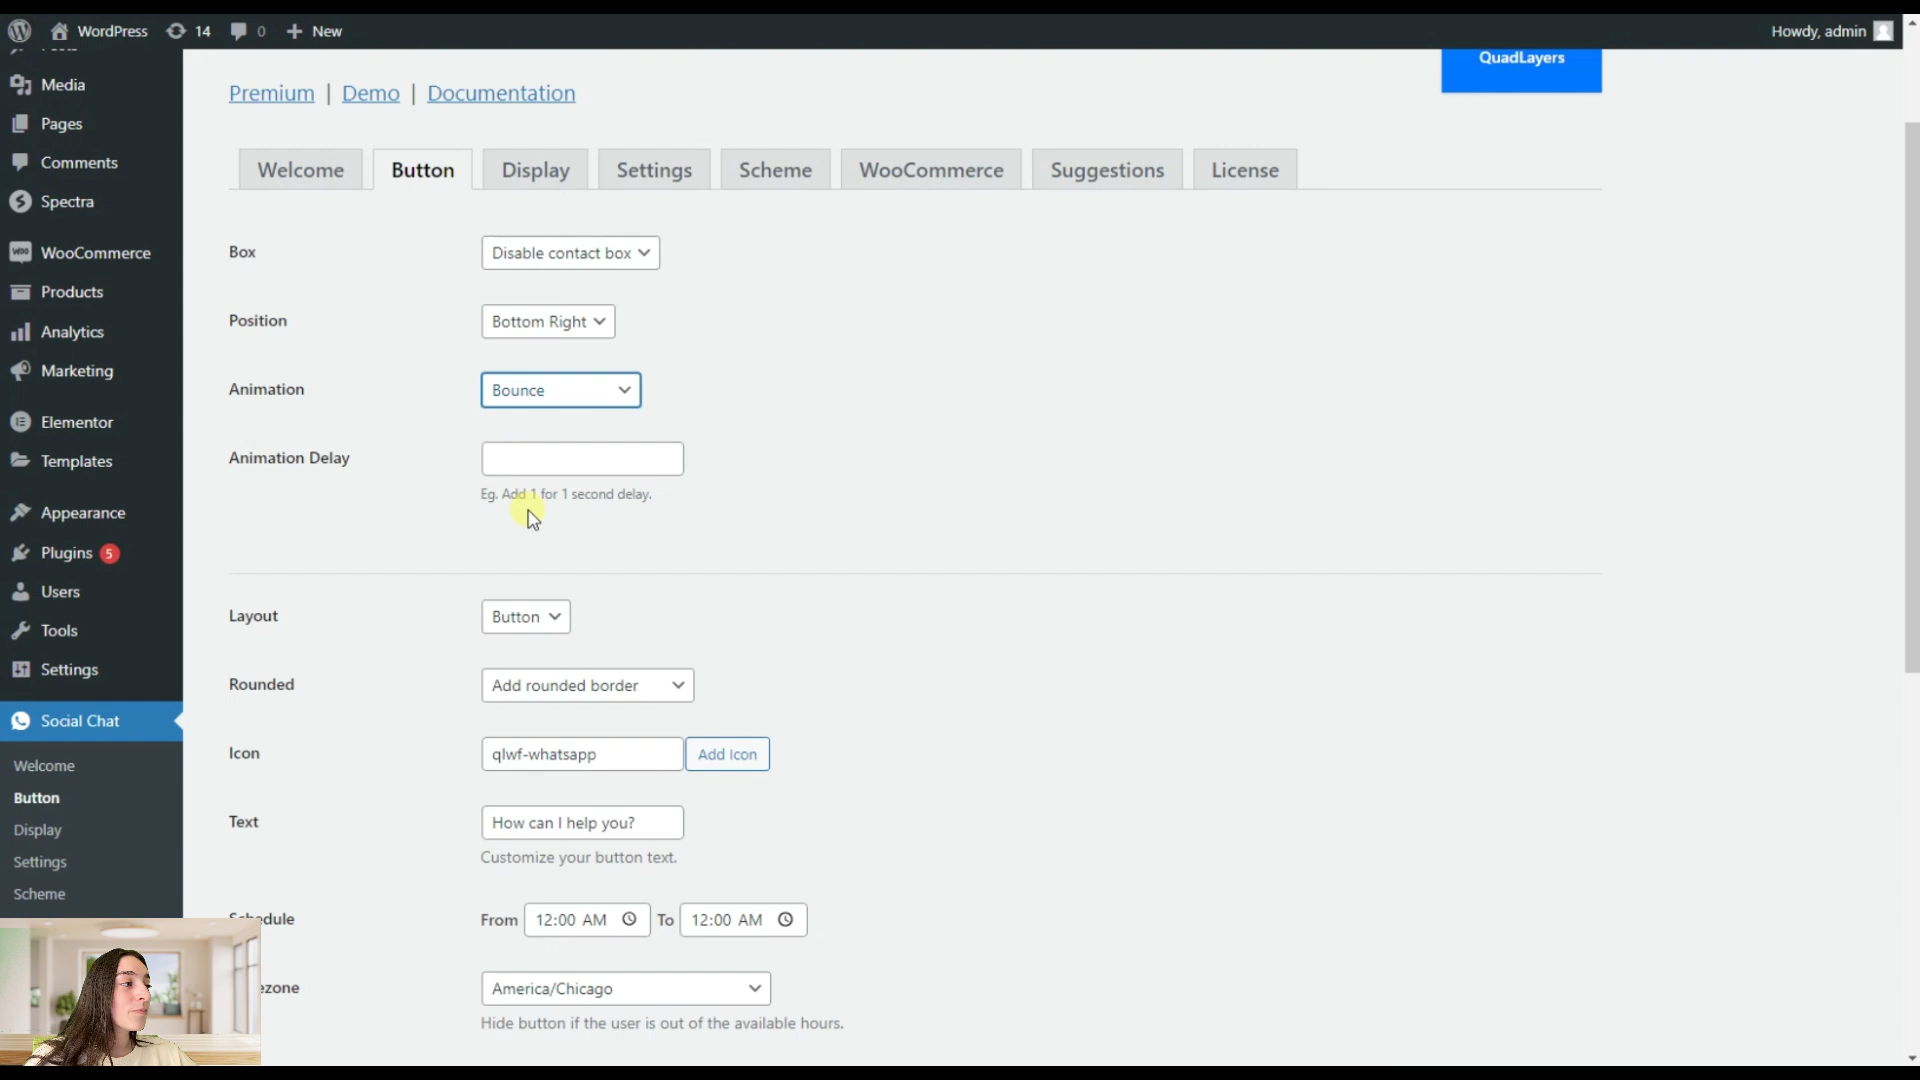 WordPress 14 0 New Howdy, admin
Media
Pages
Comments
Spectra
WooCommerce
Products
Analytics
Marketing
Elementor
Templates
Appearance
Plugins 5
Users
Tools
Settings
Social Chat
Welcome
Button
Display
Settings
Scheme
QuadLayers
Premium | Demo | Documentation
Welcome Button Display Settings Scheme WooCommerce Suggestions License
Box Disable contact box
Position Bottom Right
Animation Bounce
Animation Delay
Eg. Add 1 for 1 second delay.
Layout Button
Rounded Add rounded border
Icon qlwf-whatsapp Add Icon
Text How can I help you?
Customize your button text.
From 12:00 AM To 12:00 AM
America/Chicago
Hide button if the user is out of the available hours.